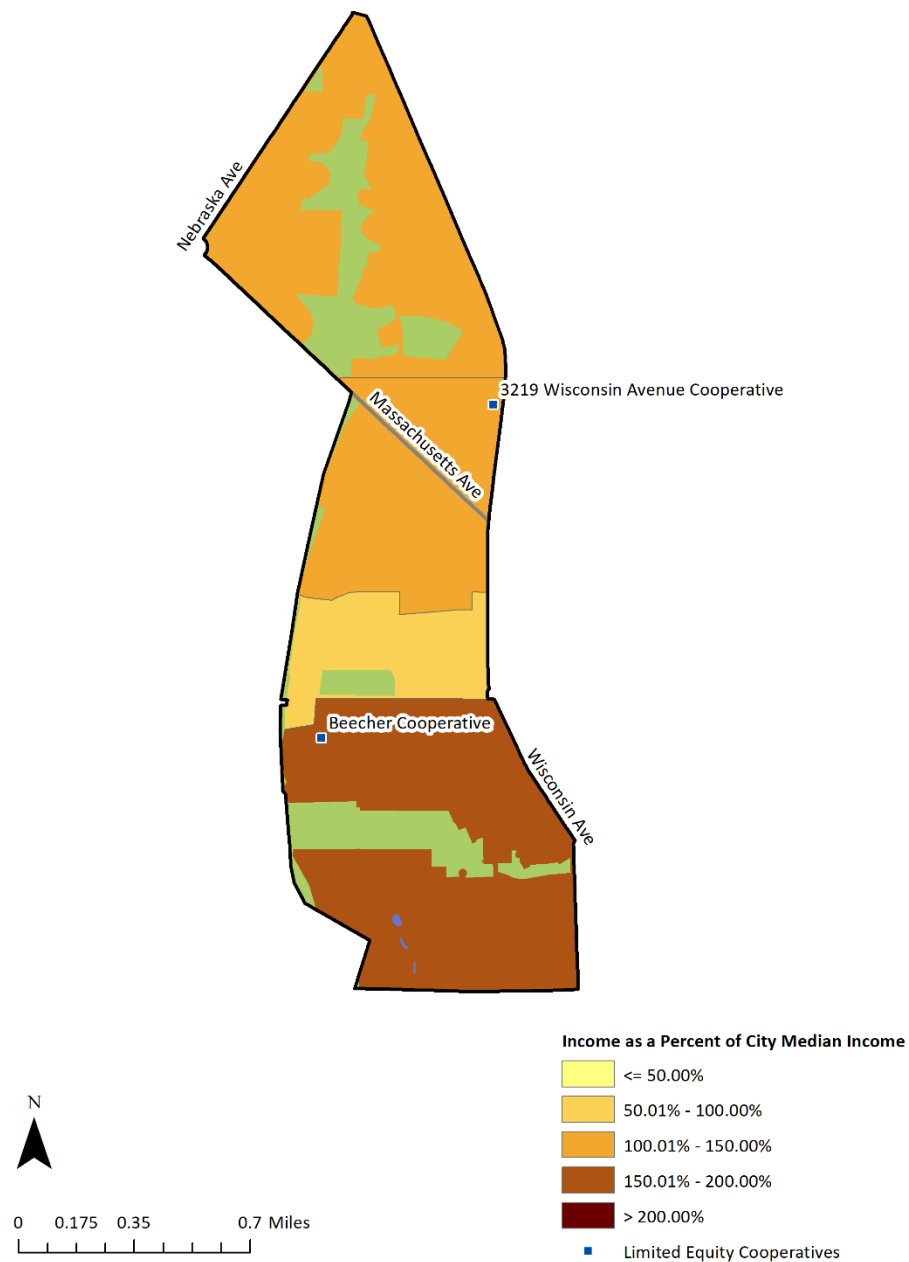 Nebraska Ave
3219 Wisconsin Avenue Cooperative
Massachusetts Ave
Beecher Cooperative
Wisconsin Ave
Income as a Percent of City Median Income
<= 50.00%
50.01% - 100.00%
100.01% - 150.00%
150.01% - 200.00%
> 200.00%
Limited Equity Cooperatives
N
0 0.175 0.35 0.7 Miles